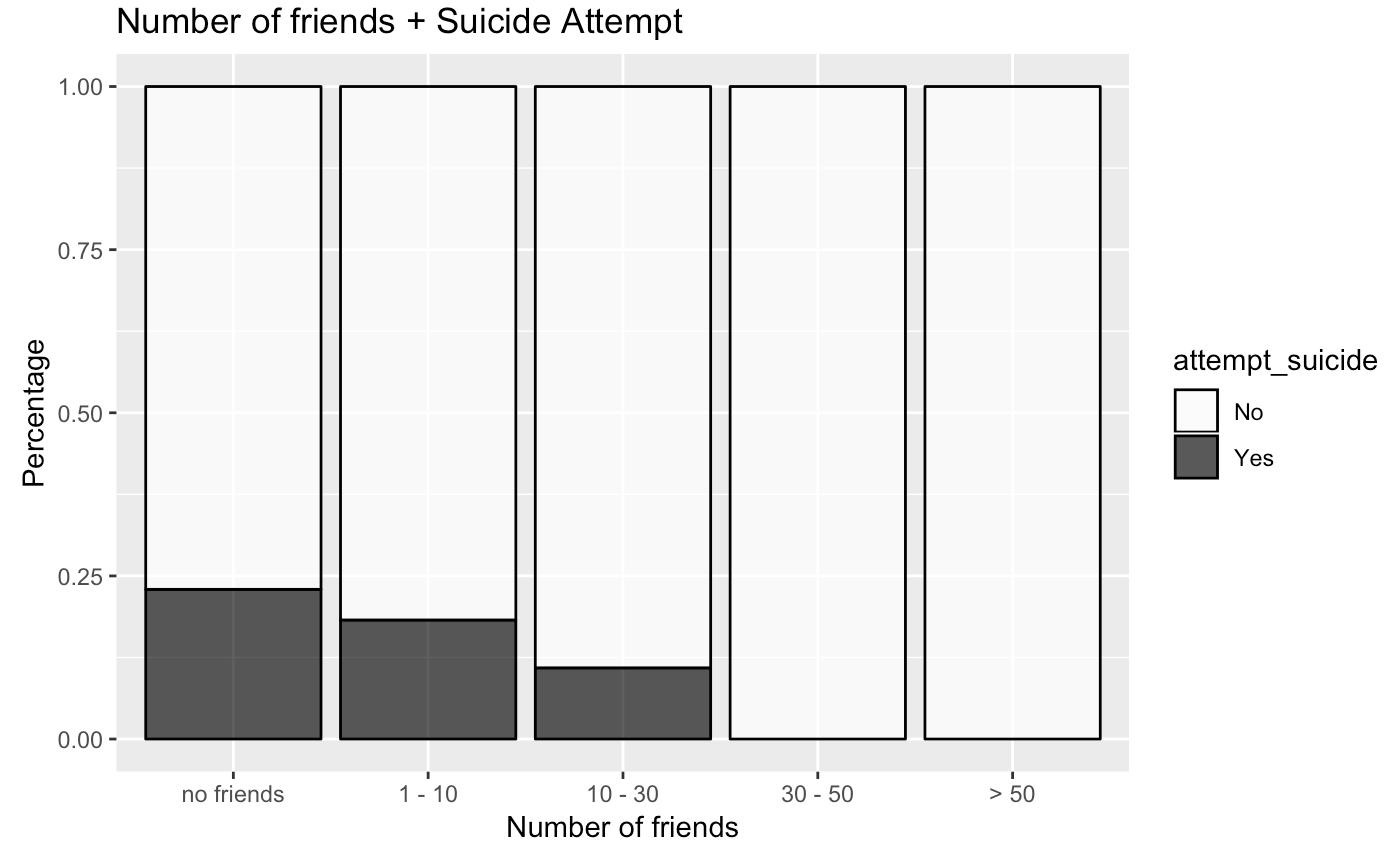 Number of friends + Suicide Attempt
1.00
0.75
0.50
0.25
0.00
Percentage
no friends
1 - 10
10 - 30
30 - 50
> 50
Number of friends
attempt_suicide
No
Yes